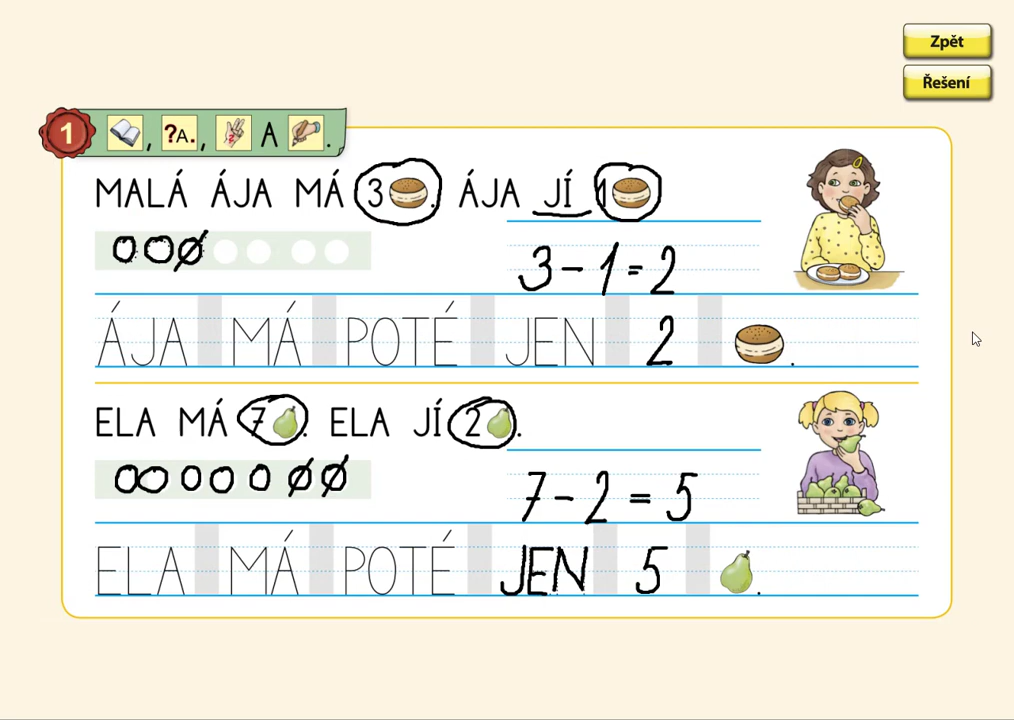 Zpět
Řešení
1 ?A. 2 A .
MALÁ ÁJA MÁ 3 . ÁJA JÍ 1
3 - 1 = 2
ÁJA MÁ POTÉ JEN 2 .
ELA MÁ 7 . ELA JÍ 2 .
7 - 2 = 5
ELA MÁ POTÉ JEN 5 .